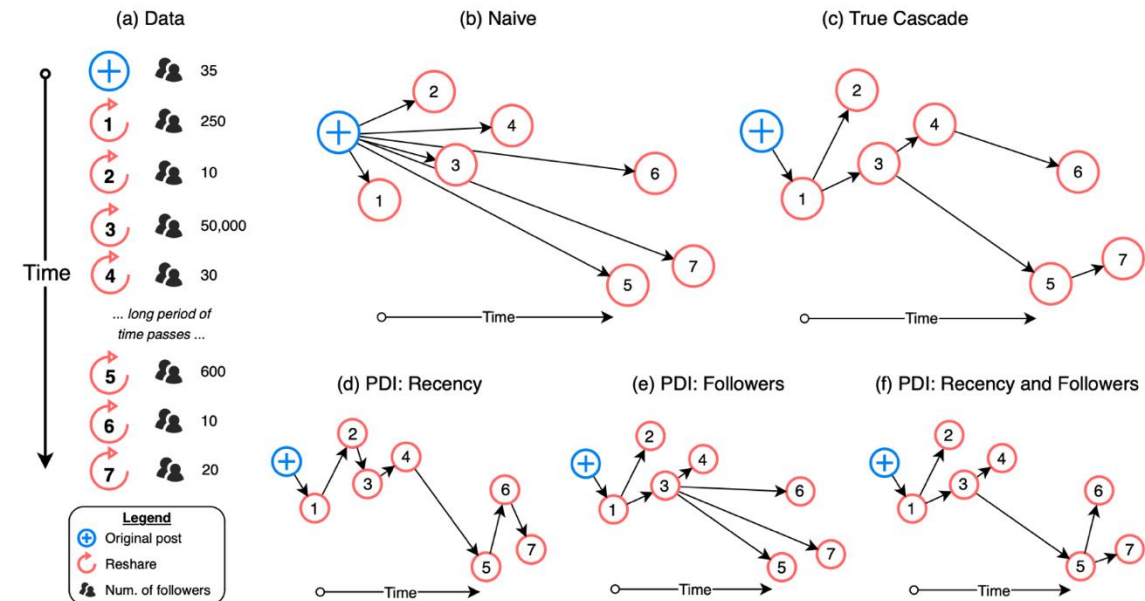 (a) Data
35
1
250
2
10
3
50,000
4
30
... long period of
time passes ...
5
600
6
10
7
20
Time
Legend
Original post
Reshare
Num. of followers
(b) Naive
2
4
3
6
1
7
5
Time
(c) True Cascade
2
4
3
6
1
7
5
Time
(d) PDI: Recency
2
4
3
1
6
7
5
Time
(e) PDI: Followers
2
4
3
6
1
7
5
Time
(f) PDI: Recency and Followers
2
4
3
6
1
7
5
Time